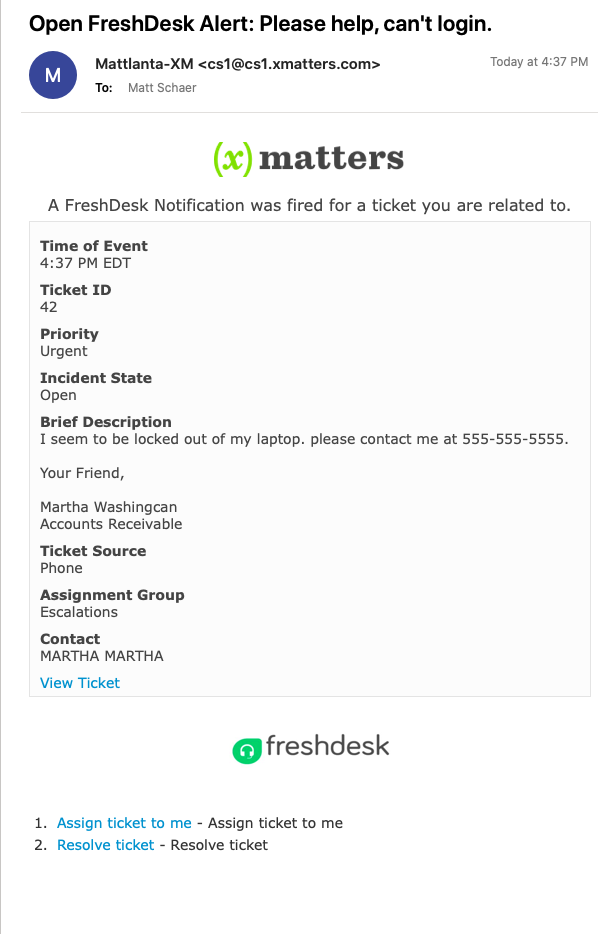 Open FreshDesk Alert: Please help, can't login.
M
Mattlanta-XM <cs1@cs1.xmatters.com>
Today at 4:37 PM
To: Matt Schaer
(x) matters
A FreshDesk Notification was fired for a ticket you are related to.
Time of Event
4:37 PM EDT
Ticket ID
42
Priority
Urgent
Incident State
Open
Brief Description
I seem to be locked out of my laptop. please contact me at 555-555-5555.
Your Friend,
Martha Washingcan
Accounts Receivable
Ticket Source
Phone
Assignment Group
Escalations
Contact
MARTHA MARTHA
View Ticket
freshdesk
1. Assign ticket to me - Assign ticket to me
2. Resolve ticket - Resolve ticket